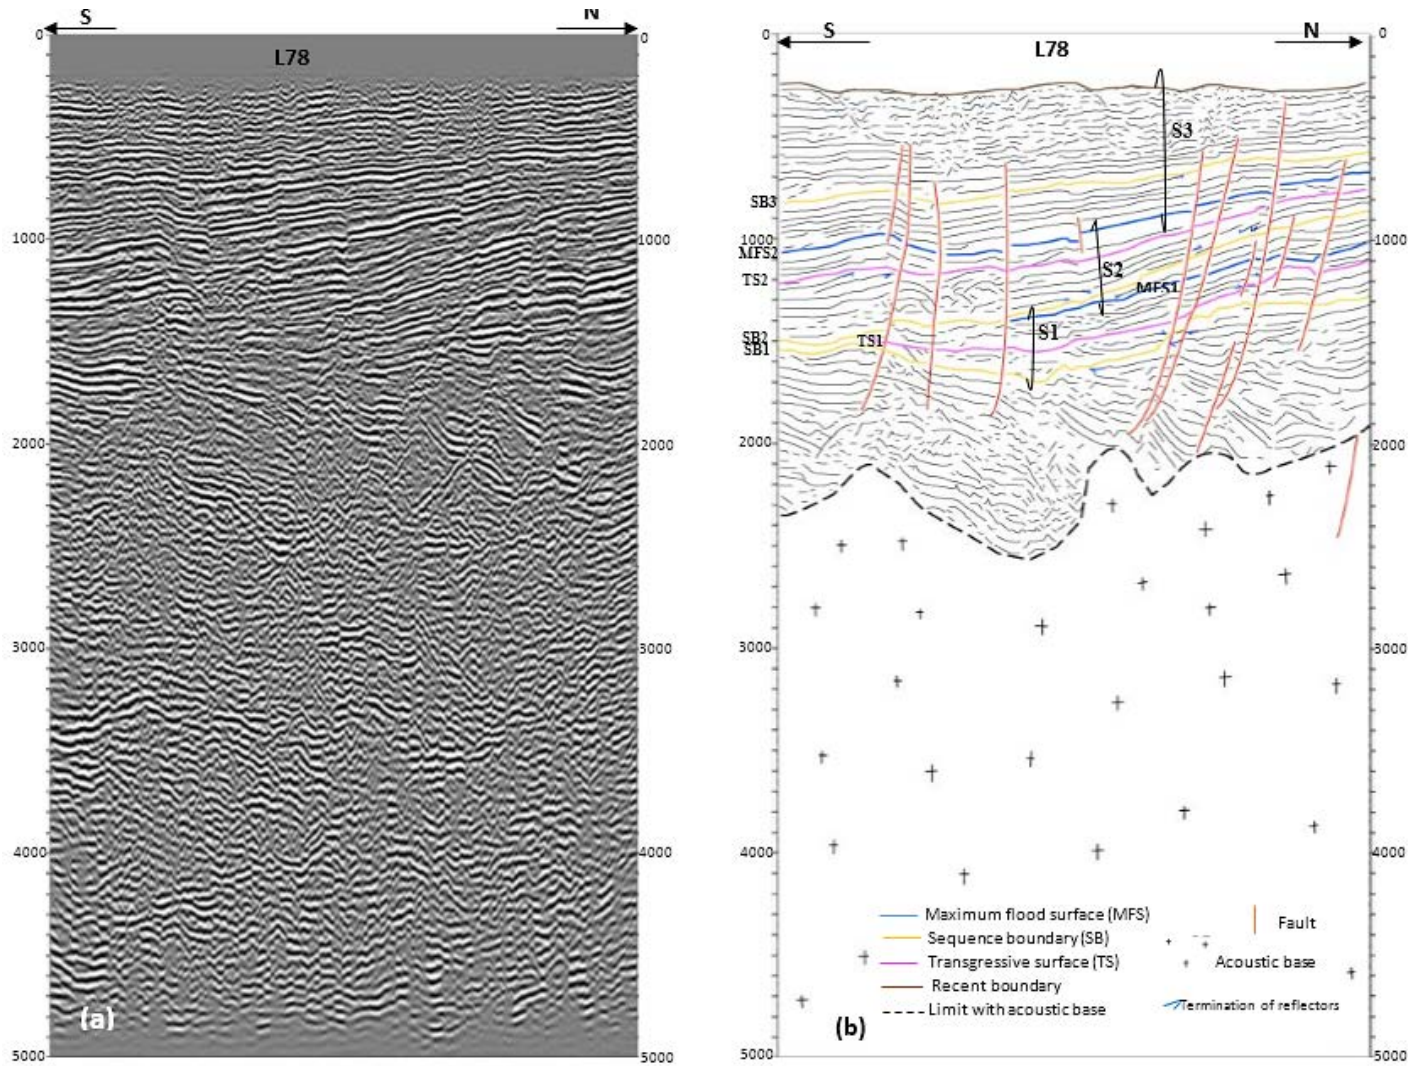 S N
L78
0 0
1000 1000
2000 2000
3000 3000
4000 4000
5000 5000
(a)
S N
L78
0 0
S3
SB3
1000 1000
MFS2
S2
TS2
MFS1
S1
SB2
TS1
SB1
2000 2000
3000 3000
4000 4000
Maximum flood surface (MFS)
Fault
Sequence boundary (SB)
Transgressive surface (TS)
Acoustic base
Recent boundary
Termination of reflectors
Limit with acoustic base
(b)
5000 5000